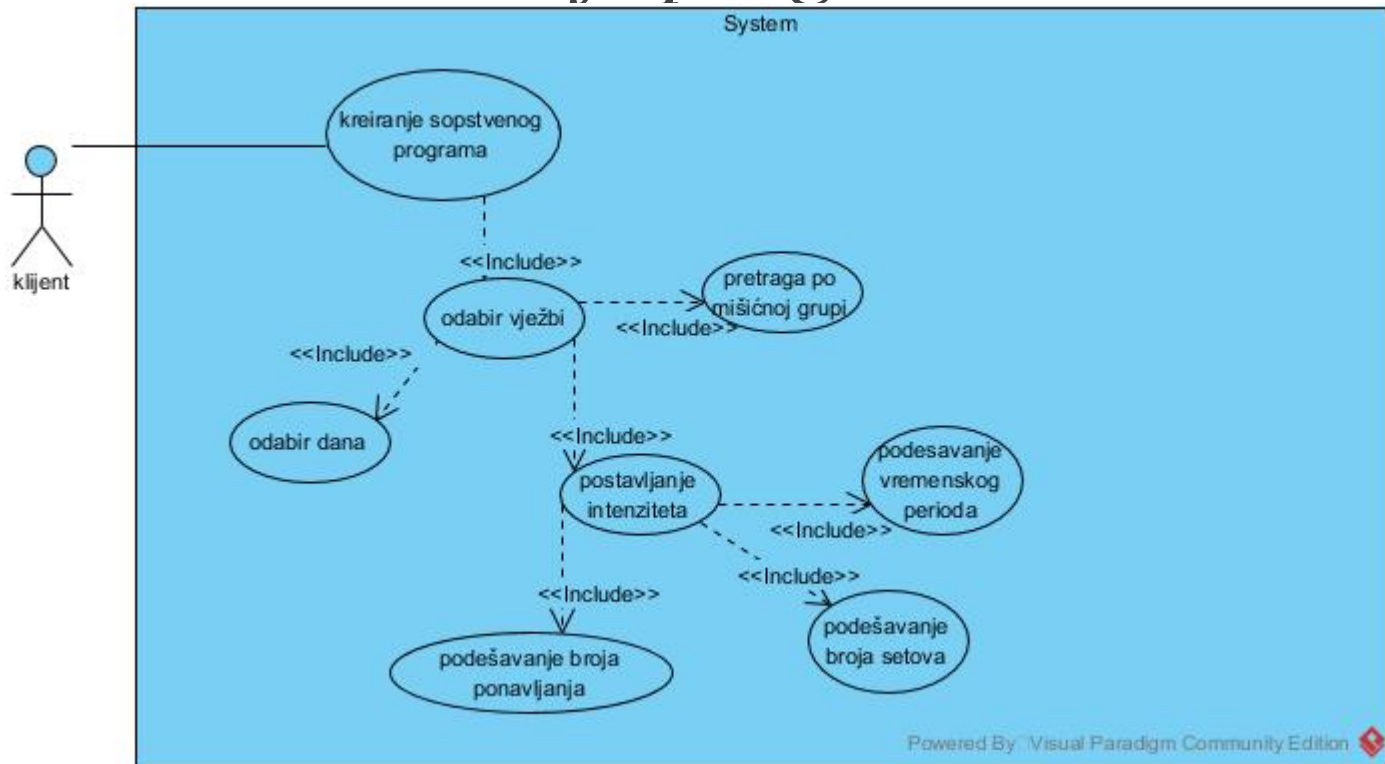 System
kreiranje sopstvenog
programa
klijent
<<Include>>
pretraga po
mišićnoj grupi
odabir vježbi
<<Include>>
<<Include>>
odabir dana
<<Include>>
podesavanje
vremenskog
perioda
postavljanje
intenziteta
<<Include>>
<<Include>>
<<Include>>
podešavanje
broja setova
podešavanje broja
ponavljanja
Powered By Visual Paradigm Community Edition